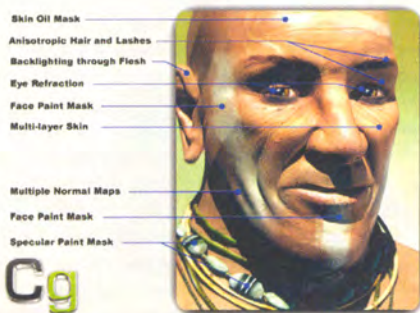 Skin Oil Mask
Anisotropic Hair and Lashes
Backlighting through Flesh
Eye Refraction
Face Paint Mask
Multi-layer Skin
Multiple Normal Maps
Face Paint Mask
Specular Paint Mask
Cg